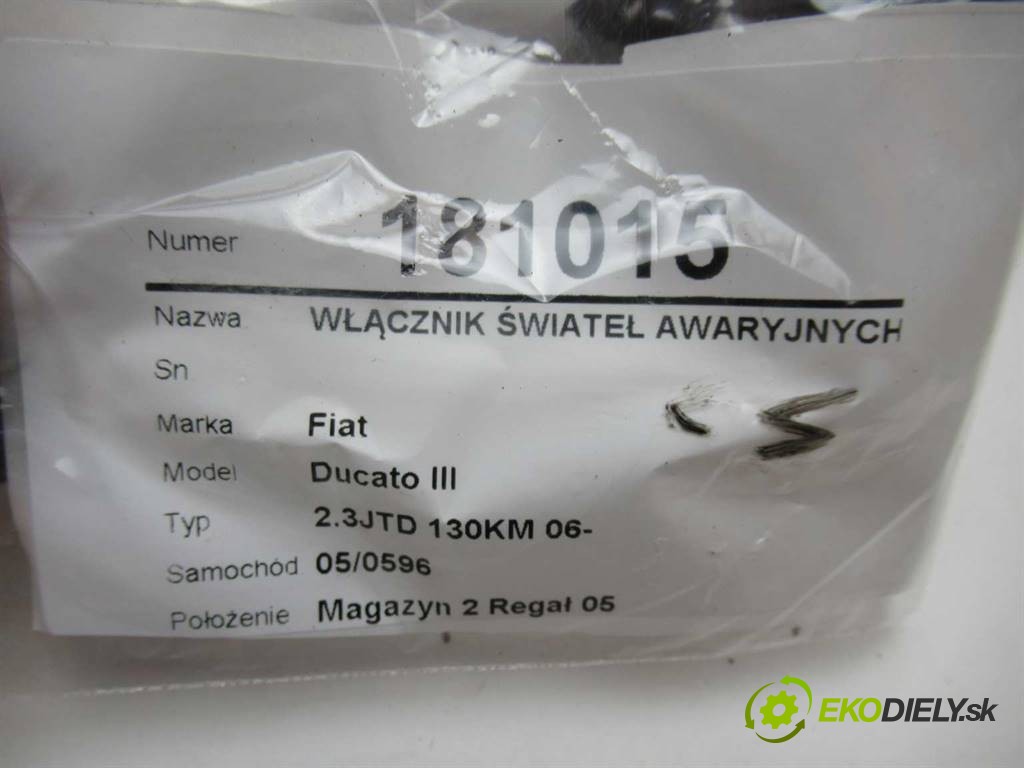 Numer 181015
Nazwa WŁĄCZNIK ŚWIATEŁ AWARYJNYCH
Sn
Marka Fiat
Model Ducato III
Typ 2.3JTD 130KM 06-
Samochód 05/0596
Położenie Magazyn 2 Regał 05
EKODIELY.sk